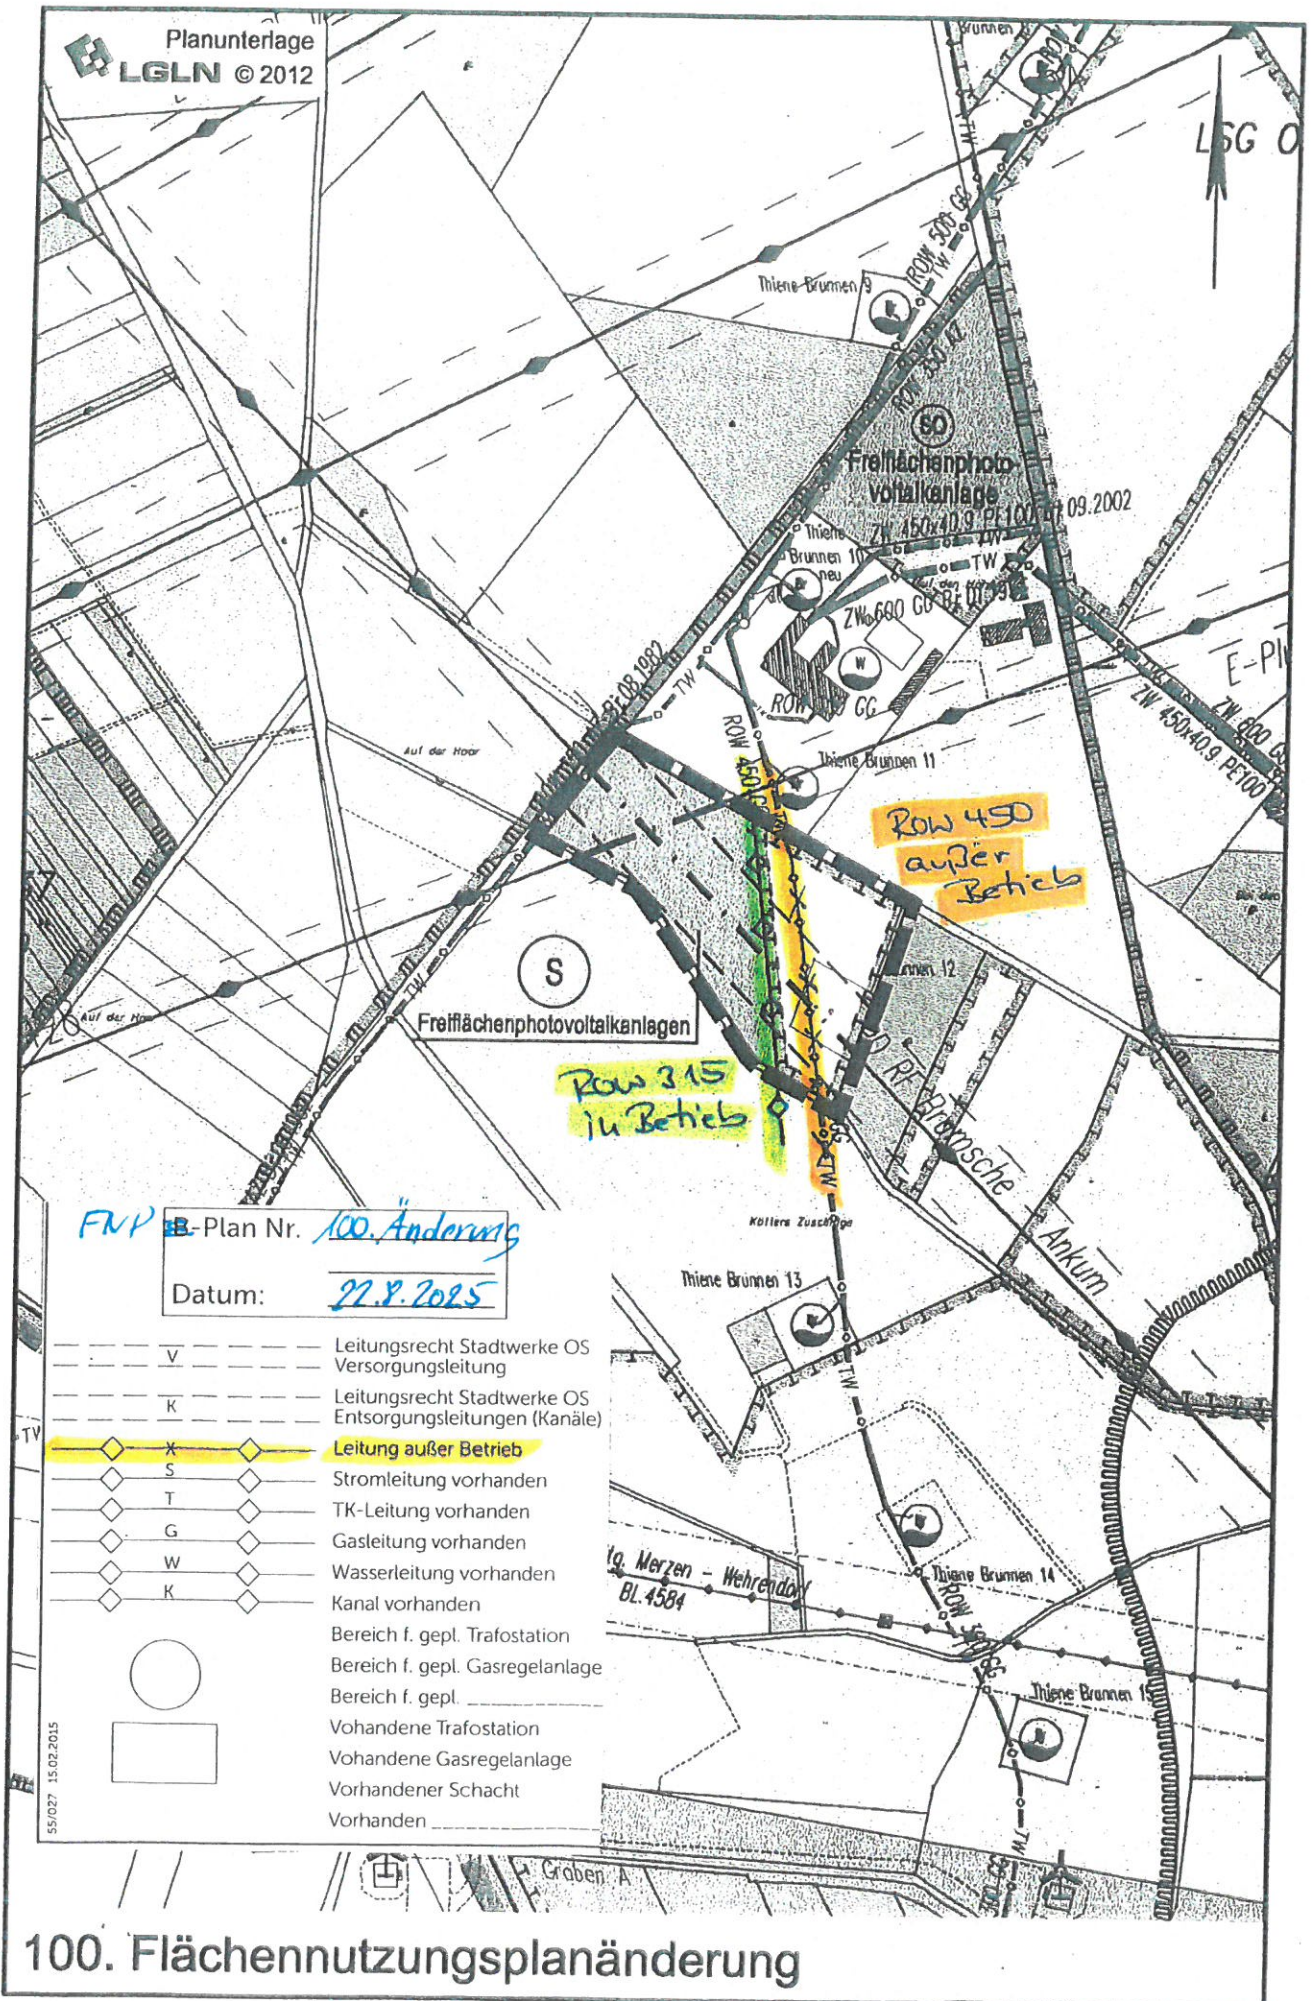 Planunterlage
LGLN © 2012
Brunnen
LSG O
TW
ROW 500 GG
TW
Thiene Brunnen 9
ROW 350 AZ
SO
Freiflächenphoto-
voltaikanlage
ZW 450x40.9 PE100 09.2002
Thiene
Brunnen 10
neu
TW
ZW 600 GG
E-Pl
ZW 600 GG
ZW 450x40.9 PE100
W
ROW GG
TW
08.1982
ROW 450
Auf der Haar
Thiene Brunnen 11
ROW 450
außer
Betrieb
S
Freiflächenphotovoltaikanlagen
Auf der Haar
TW
ROW 315
in Betrieb
RF
Bramsche
Ankum
TW
Köllers Zuschläge
FNP B-Plan Nr. 100. Änderung
Datum: 22.8.2025
Thiene Brunnen 13
V
Leitungsrecht Stadtwerke OS
Versorgungsleitung
K
Leitungsrecht Stadtwerke OS
Entsorgungsleitungen (Kanäle)
X Leitung außer Betrieb
S Stromleitung vorhanden
T TK-Leitung vorhanden
G Gasleitung vorhanden
W Wasserleitung vorhanden
K Kanal vorhanden
Bereich f. gepl. Trafostation
Bereich f. gepl. Gasregelanlage
Bereich f. gepl.
Vohandene Trafostation
Vohandene Gasregelanlage
Vorhandener Schacht
Vorhanden
55/027 15.02.2015
TW
Merzen - Wehrendorf
BL.4584
Thiene Brunnen 14
Thiene Brunnen 15
TW
Graben A
100. Flächennutzungsplanänderung